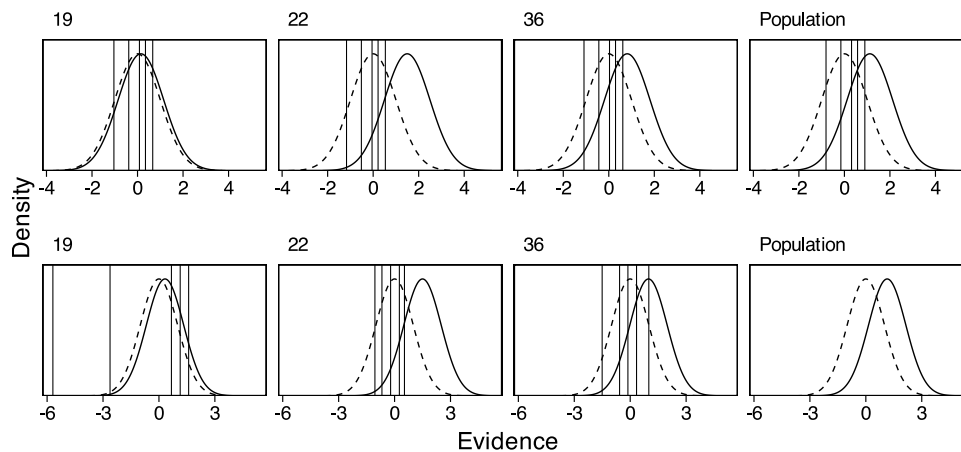 19 22 36 Population
-4 -2 0 2 4 -4 -2 0 2 4 -4 -2 0 2 4 -4 -2 0 2 4
Density
19 22 36 Population
-6 -3 0 3 -6 -3 0 3 -6 -3 0 3 -6 -3 0 3
Evidence